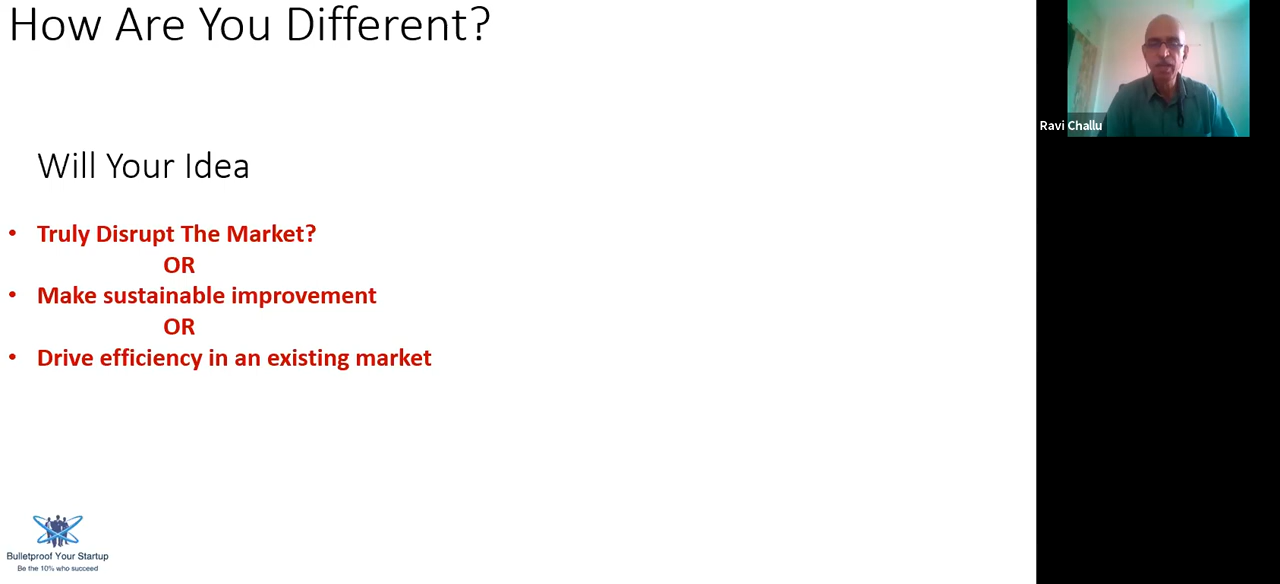 How Are You Different?
Ravi Challu
Will Your Idea
• Truly Disrupt The Market?
OR
• Make sustainable improvement
OR
• Drive efficiency in an existing market
Bulletproof Your Startup
Be the 10% who succeed